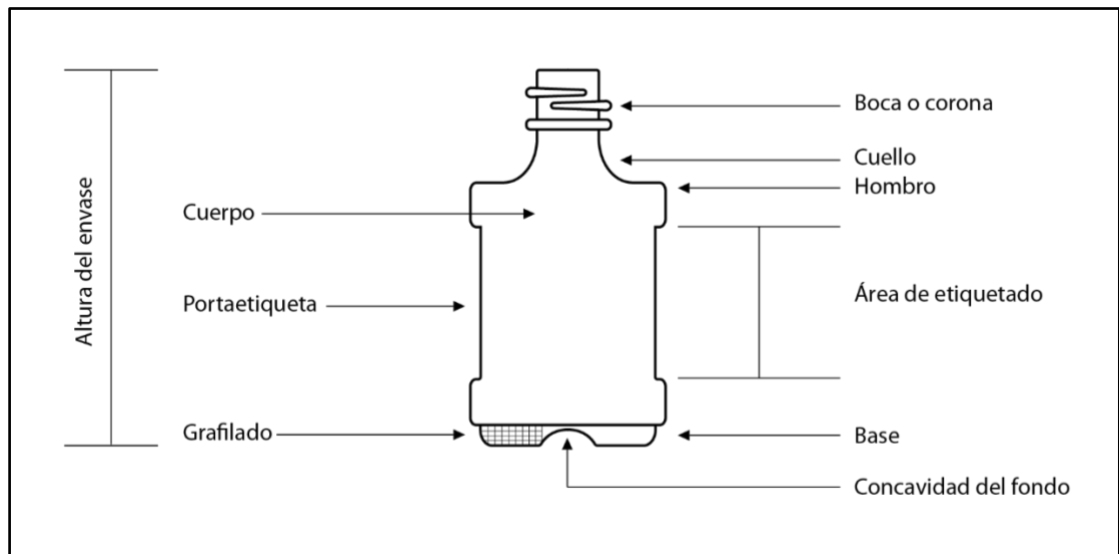 Altura del envase
Cuerpo
Portaetiqueta
Grafilado
Boca o corona
Cuello
Hombro
Área de etiquetado
Base
Concavidad del fondo